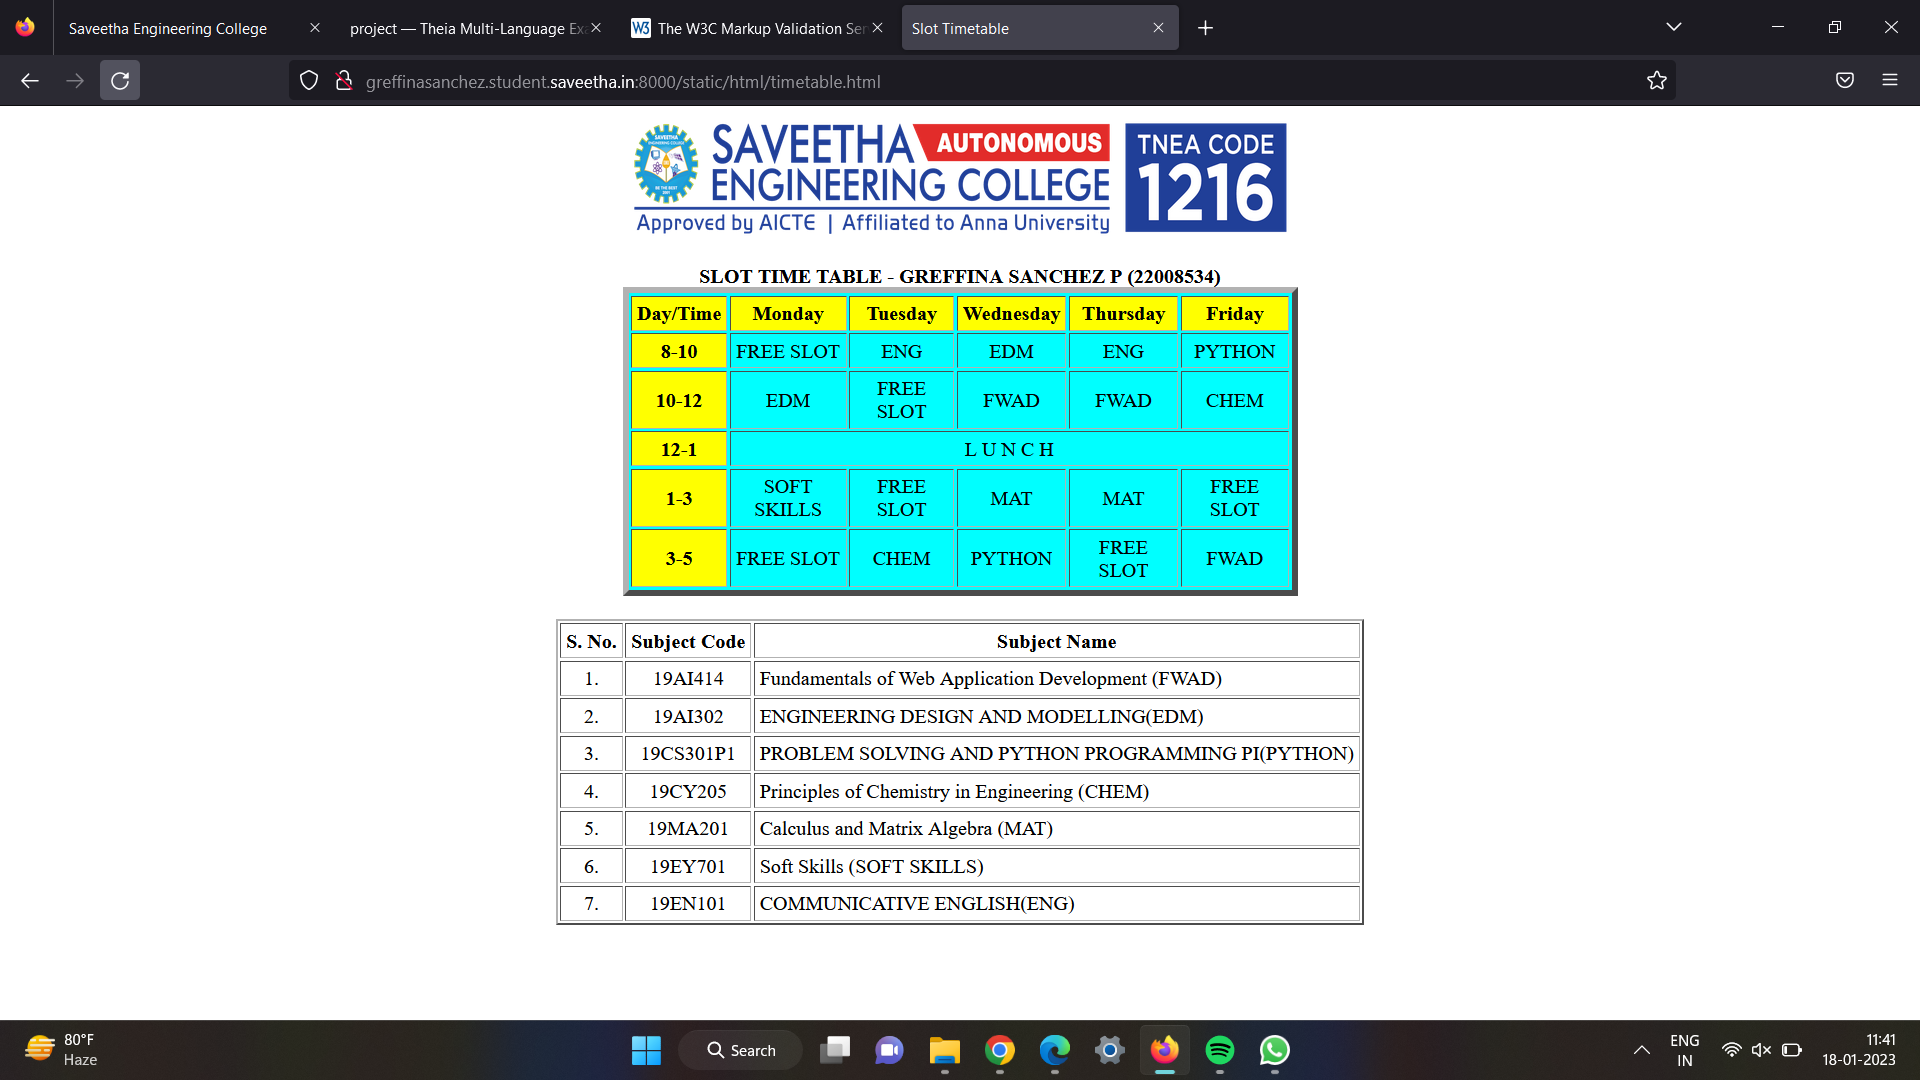 Saveetha Engineering College
project — Theia Multi-Language Exa
The W3C Markup Validation Ser
Slot Timetable
greffinasanchez.student.saveetha.in:8000/static/html/timetable.html
SAVEETHA AUTONOMOUS
ENGINEERING COLLEGE
Approved by AICTE | Affiliated to Anna University
TNEA CODE
1216
SLOT TIME TABLE - GREFFINA SANCHEZ P (22008534)
Day/Time Monday Tuesday Wednesday Thursday Friday
8-10 FREE SLOT ENG EDM ENG PYTHON
10-12 EDM FREE SLOT FWAD FWAD CHEM
12-1 L U N C H
1-3 SOFT SKILLS FREE SLOT MAT MAT FREE SLOT
3-5 FREE SLOT CHEM PYTHON FREE SLOT FWAD
S. No. Subject Code Subject Name
1. 19AI414 Fundamentals of Web Application Development (FWAD)
2. 19AI302 ENGINEERING DESIGN AND MODELLING(EDM)
3. 19CS301P1 PROBLEM SOLVING AND PYTHON PROGRAMMING PI(PYTHON)
4. 19CY205 Principles of Chemistry in Engineering (CHEM)
5. 19MA201 Calculus and Matrix Algebra (MAT)
6. 19EY701 Soft Skills (SOFT SKILLS)
7. 19EN101 COMMUNICATIVE ENGLISH(ENG)
80°F
Haze
Search
ENG
IN
11:41
18-01-2023